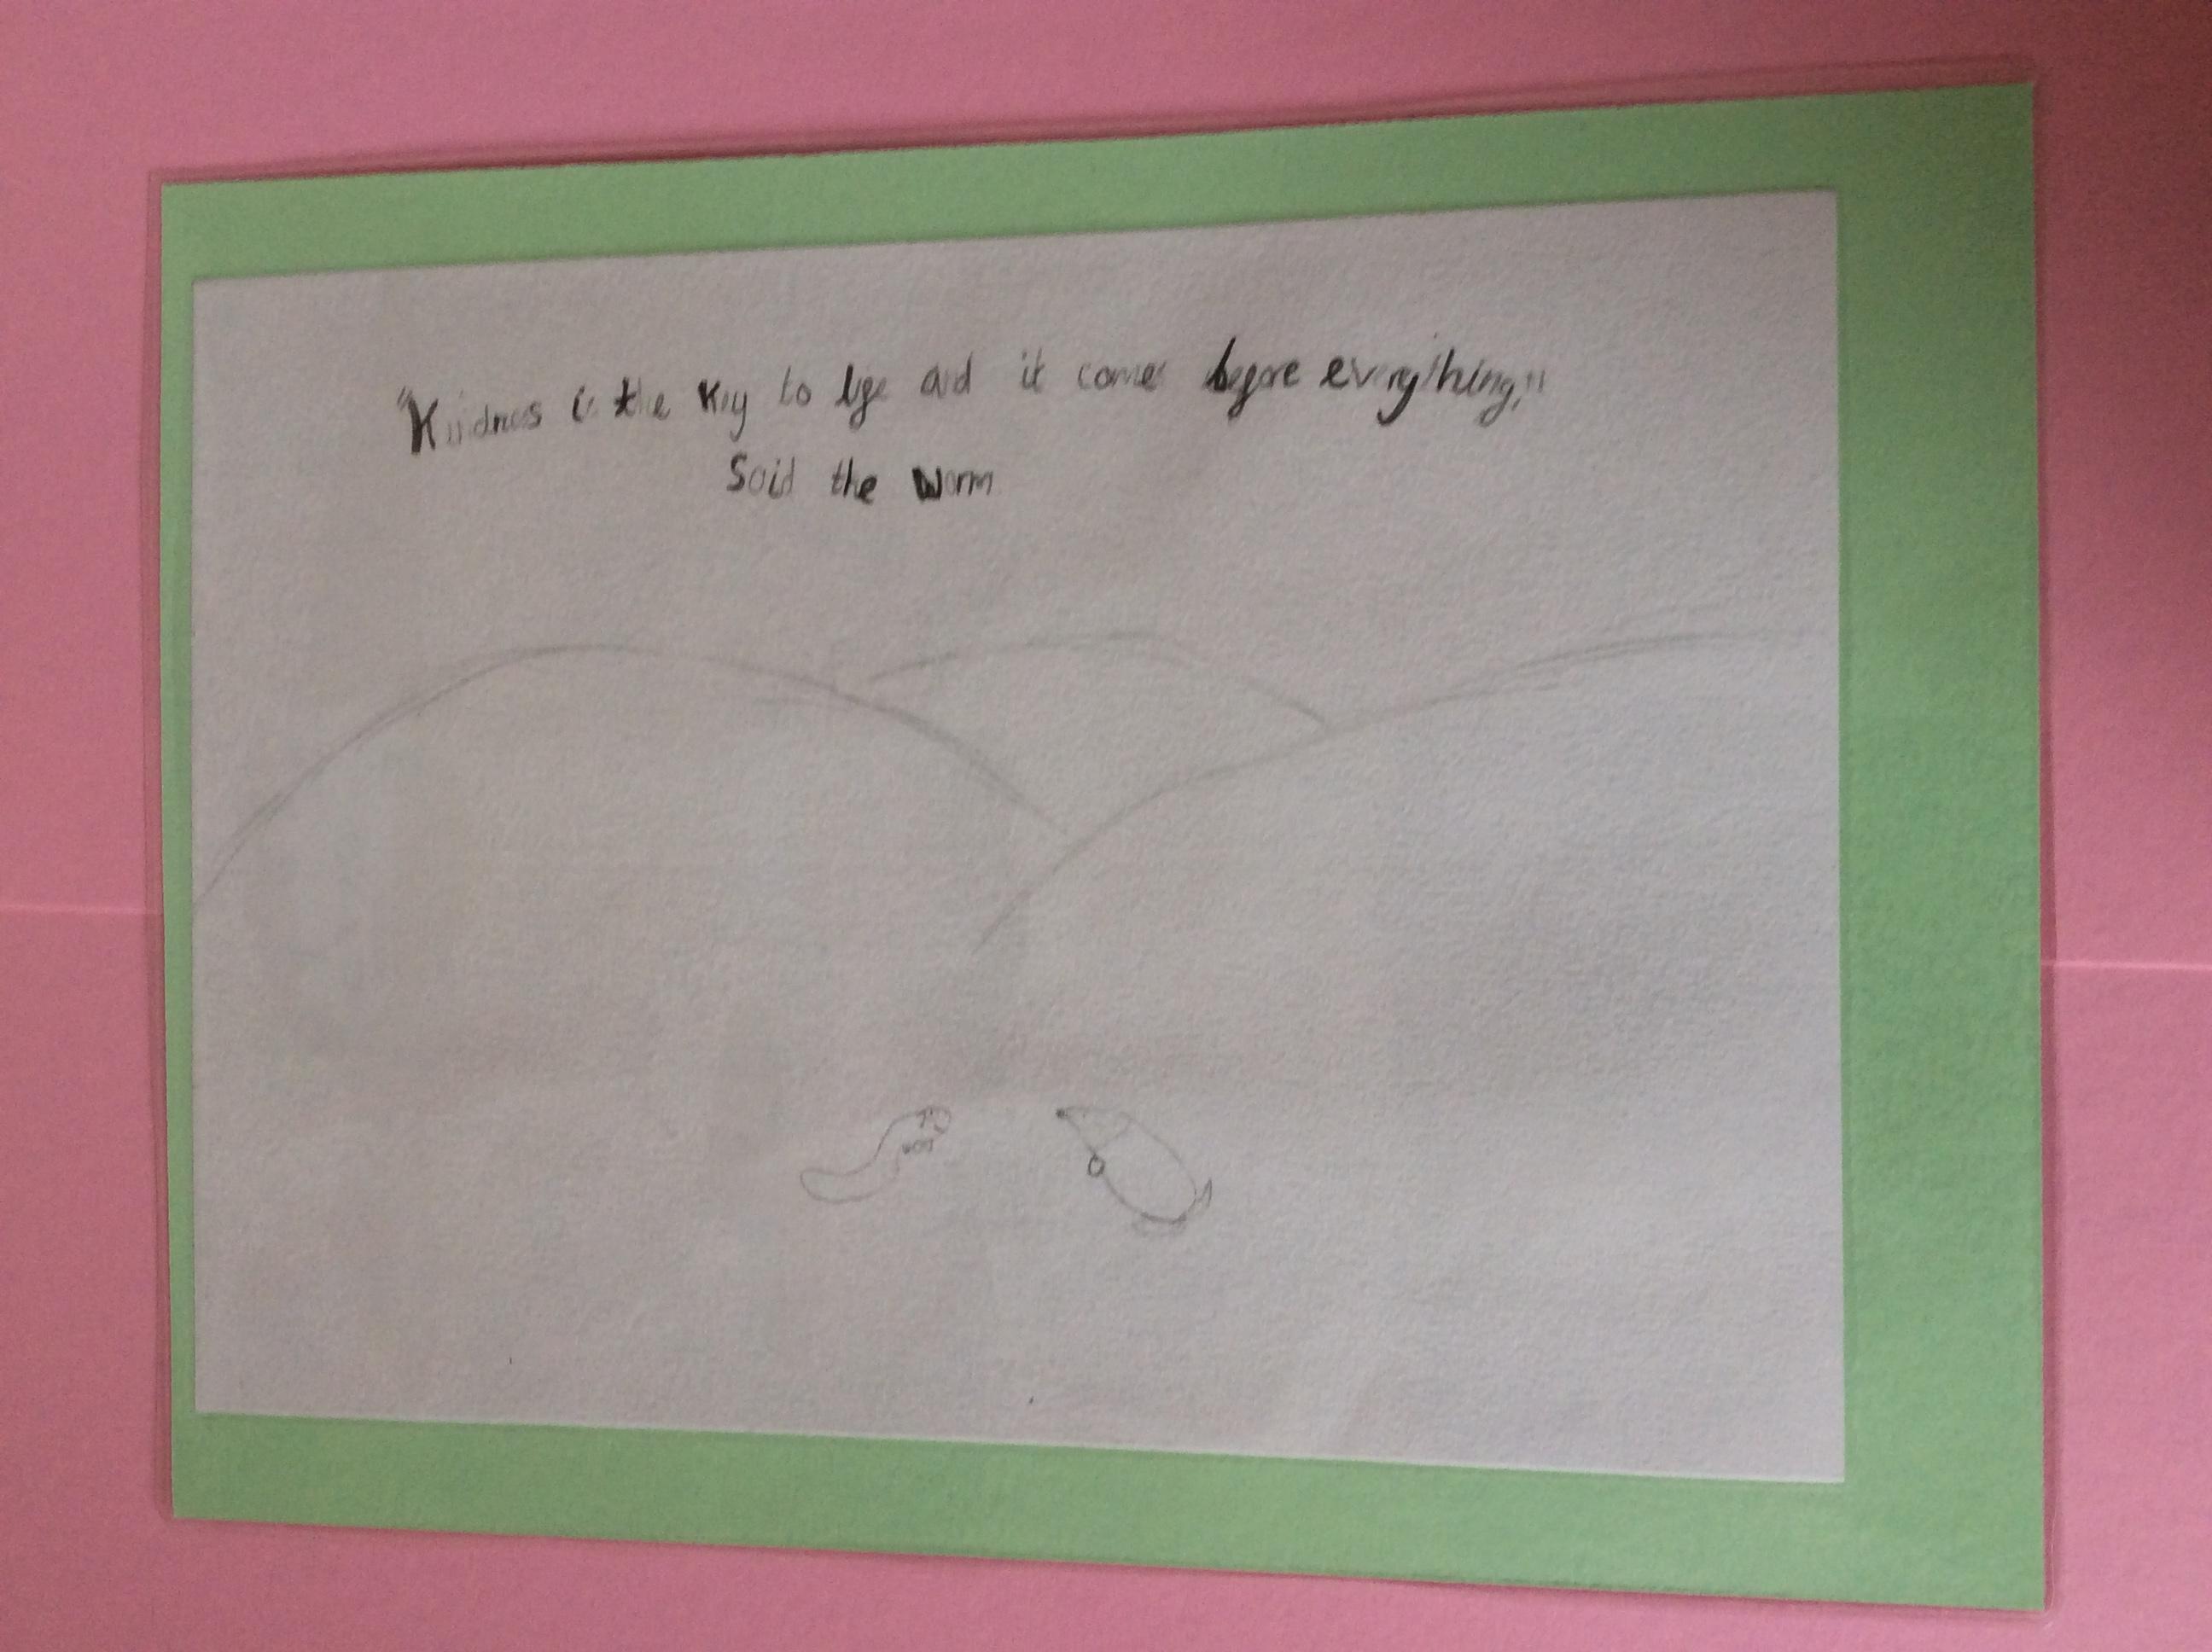 "Kindness is the key to life and it comes before everything,"
Said the worm